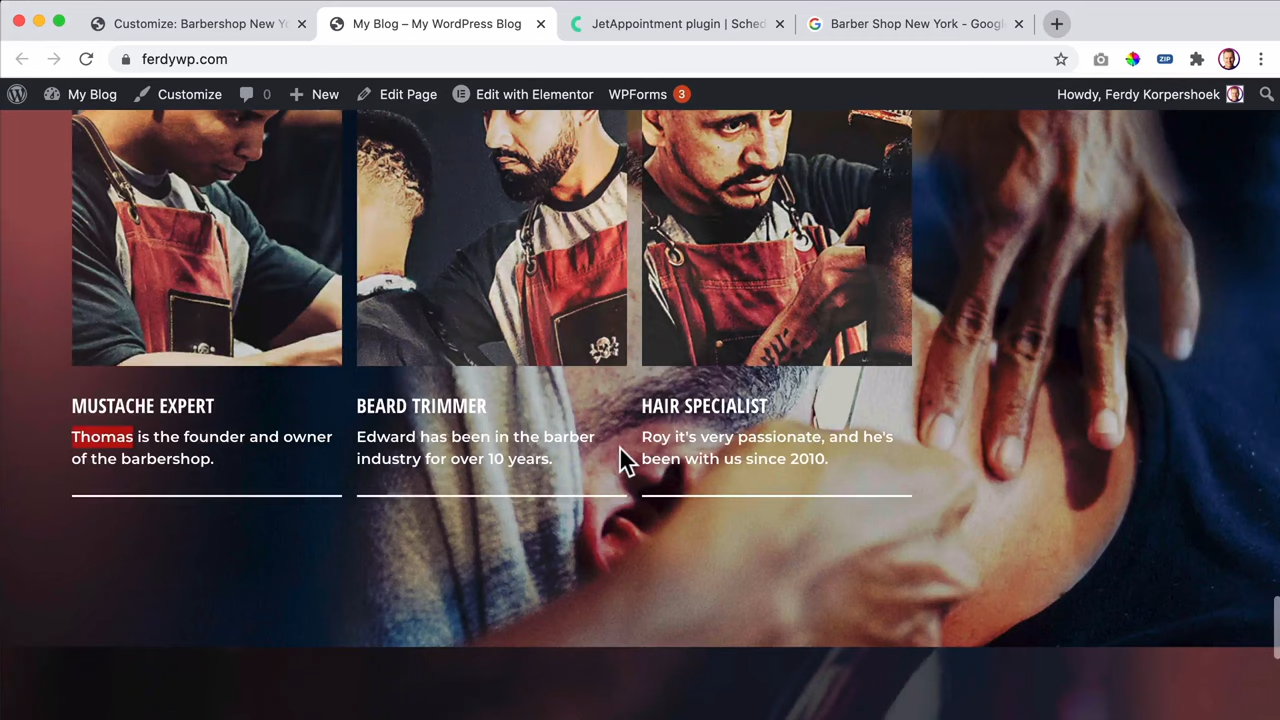 Customize: Barbershop New Yo
My Blog – My WordPress Blog
JetAppointment plugin | Sched
Barber Shop New York - Googl
ferdywp.com
ZIP
My Blog
Customize
0
New
Edit Page
Edit with Elementor
WPForms 3
Howdy, Ferdy Korpershoek
MUSTACHE EXPERT
Thomas is the founder and owner
of the barbershop.
BEARD TRIMMER
Edward has been in the barber
industry for over 10 years.
HAIR SPECIALIST
Roy it's very passionate, and he's
been with us since 2010.